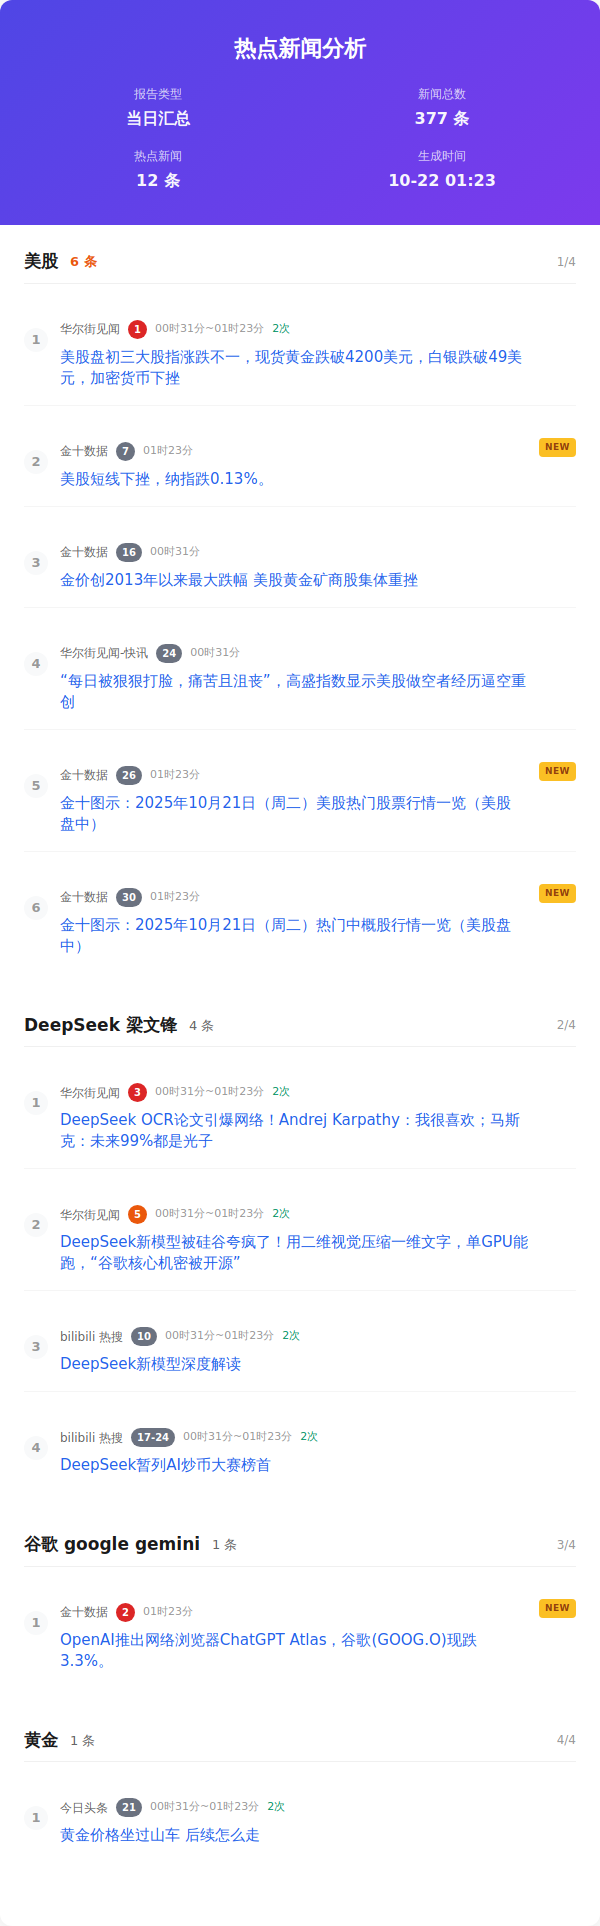 热点新闻分析
报告类型
新闻总数
当日汇总
377 条
热点新闻
生成时间
12 条
10-22 01:23
美股 6 条 1/4
1
华尔街见闻 1 00时31分~01时23分 2次
美股盘初三大股指涨跌不一，现货黄金跌破4200美元，白银跌破49美
元，加密货币下挫
2
金十数据 7 01时23分 NEW
美股短线下挫，纳指跌0.13%。
3
金十数据 16 00时31分
金价创2013年以来最大跌幅 美股黄金矿商股集体重挫
4
华尔街见闻-快讯 24 00时31分
“每日被狠狠打脸，痛苦且沮丧”，高盛指数显示美股做空者经历逼空重
创
5
金十数据 26 01时23分 NEW
金十图示：2025年10月21日（周二）美股热门股票行情一览（美股
盘中）
6
金十数据 30 01时23分 NEW
金十图示：2025年10月21日（周二）热门中概股行情一览（美股盘
中）
DeepSeek 梁文锋 4 条 2/4
1
华尔街见闻 3 00时31分~01时23分 2次
DeepSeek OCR论文引爆网络！Andrej Karpathy：我很喜欢；马斯
克：未来99%都是光子
2
华尔街见闻 5 00时31分~01时23分 2次
DeepSeek新模型被硅谷夸疯了！用二维视觉压缩一维文字，单GPU能
跑，“谷歌核心机密被开源”
3
bilibili 热搜 10 00时31分~01时23分 2次
DeepSeek新模型深度解读
4
bilibili 热搜 17-24 00时31分~01时23分 2次
DeepSeek暂列AI炒币大赛榜首
谷歌 google gemini 1 条 3/4
1
金十数据 2 01时23分 NEW
OpenAI推出网络浏览器ChatGPT Atlas，谷歌(GOOG.O)现跌
3.3%。
黄金 1 条 4/4
1
今日头条 21 00时31分~01时23分 2次
黄金价格坐过山车 后续怎么走